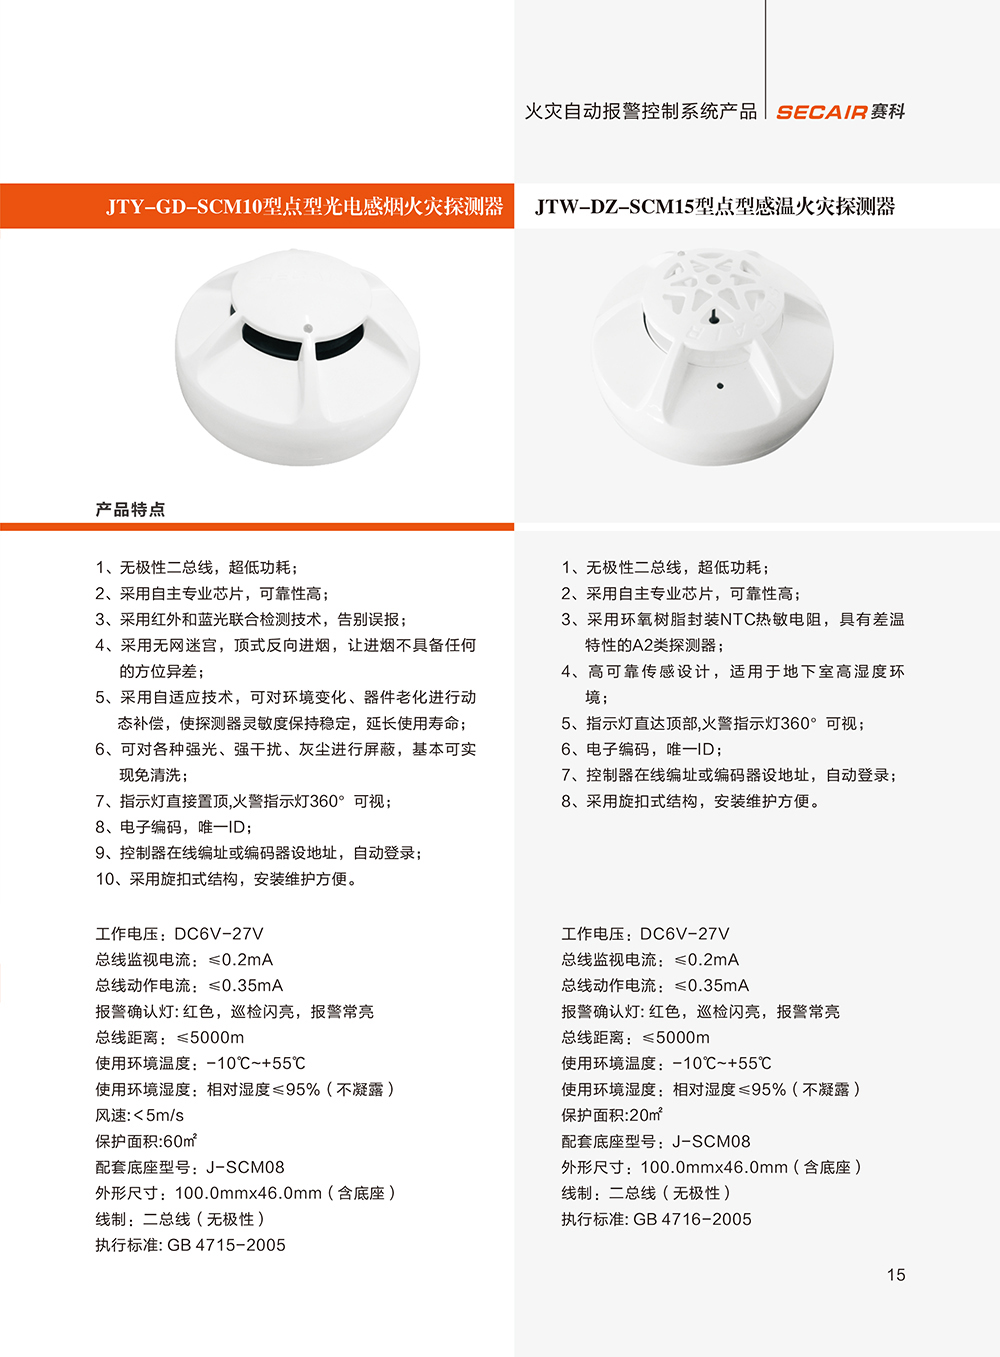 火灾自动报警控制系统产品
SECAIR赛科
JTY-GD-SCM10型点型光电感烟火灾探测器
JTW-DZ-SCM15型点型感温火灾探测器
产品特点
1、无极性二总线，超低功耗；
2、采用自主专业芯片，可靠性高；
3、采用红外和蓝光联合检测技术，告别误报；
4、采用无网迷宫，顶式反向进烟，让进烟不具备任何
的方位异差；
5、采用自适应技术，可对环境变化、器件老化进行动
态补偿，使探测器灵敏度保持稳定，延长使用寿命；
6、可对各种强光、强干扰、灰尘进行屏蔽，基本可实
现免清洗；
7、指示灯直接置顶,火警指示灯360°可视；
8、电子编码，唯一ID；
9、控制器在线编址或编码器设地址，自动登录；
10、采用旋扣式结构，安装维护方便。
工作电压：DC6V-27V
总线监视电流：≤0.2mA
总线动作电流：≤0.35mA
报警确认灯: 红色，巡检闪亮，报警常亮
总线距离：≤5000m
使用环境温度：-10℃~+55℃
使用环境湿度：相对湿度≤95%（不凝露）
风速:＜5m/s
保护面积:60㎡
配套底座型号：J-SCM08
外形尺寸：100.0mmx46.0mm（含底座）
线制：二总线（无极性）
执行标准: GB 4715-2005
1、无极性二总线，超低功耗；
2、采用自主专业芯片，可靠性高；
3、采用环氧树脂封装NTC热敏电阻，具有差温
特性的A2类探测器；
4、高可靠传感设计，适用于地下室高湿度环
境；
5、指示灯直达顶部,火警指示灯360°可视；
6、电子编码，唯一ID；
7、控制器在线编址或编码器设地址，自动登录；
8、采用旋扣式结构，安装维护方便。
工作电压：DC6V-27V
总线监视电流：≤0.2mA
总线动作电流：≤0.35mA
报警确认灯: 红色，巡检闪亮，报警常亮
总线距离：≤5000m
使用环境温度：-10℃~+55℃
使用环境湿度：相对湿度≤95%（不凝露）
保护面积:20㎡
配套底座型号：J-SCM08
外形尺寸：100.0mmx46.0mm（含底座）
线制：二总线（无极性）
执行标准: GB 4716-2005
15